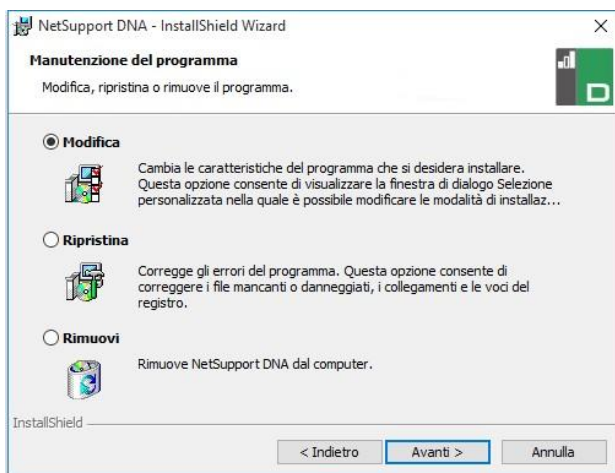 NetSupport DNA - InstallShield Wizard
Manutenzione del programma
Modifica, ripristina o rimuove il programma.
D
Modifica
Cambia le caratteristiche del programma che si desidera installare.
Questa opzione consente di visualizzare la finestra di dialogo Selezione
personalizzata nella quale è possibile modificare le modalità di installaz...
Ripristina
Corregge gli errori del programma. Questa opzione consente di
correggere i file mancanti o danneggiati, i collegamenti e le voci del
registro.
Rimuovi
Rimuove NetSupport DNA dal computer.
InstallShield
< Indietro
Avanti >
Annulla